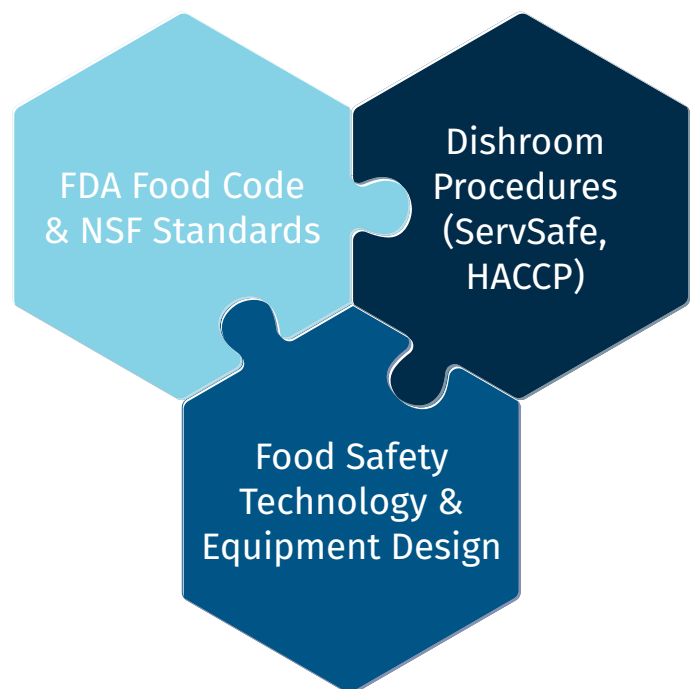 FDA Food Code
& NSF Standards
Dishroom
Procedures
(ServSafe,
HACCP)
Food Safety
Technology &
Equipment Design